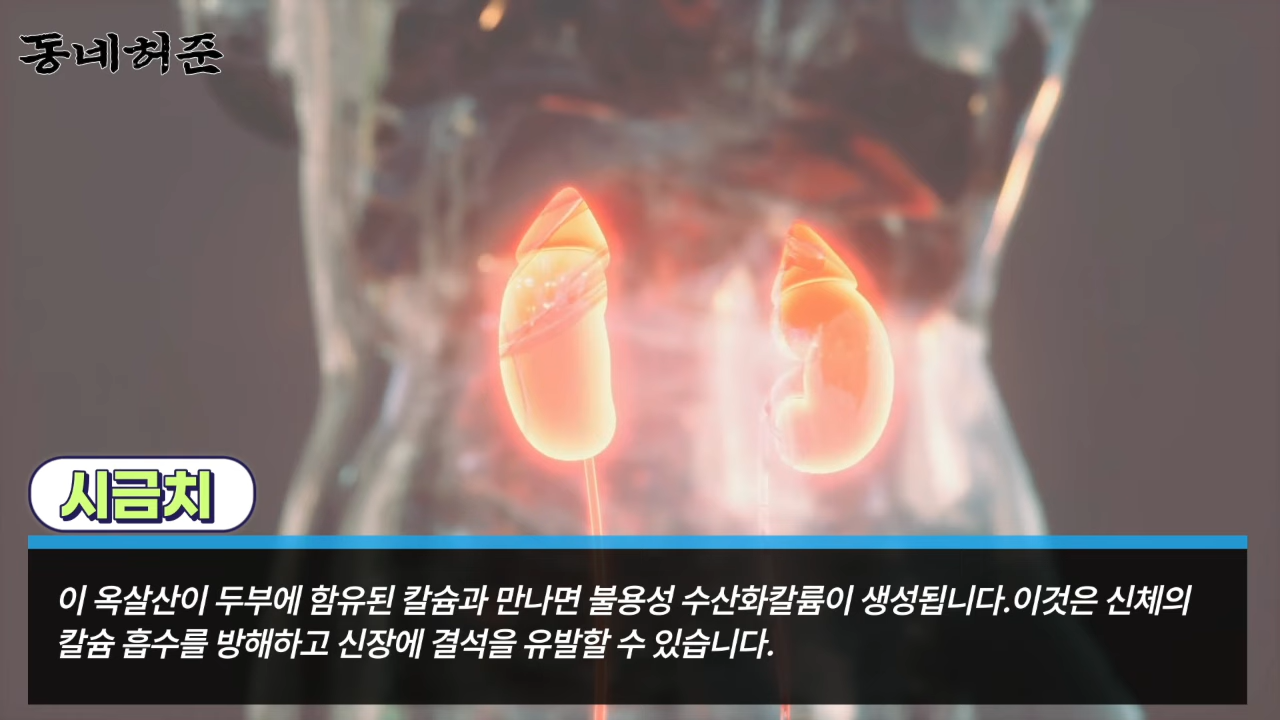 동네허준
시금치
이 옥살산이 두부에 함유된 칼슘과 만나면 불용성 수산화칼륨이 생성됩니다.이것은 신체의
칼슘 흡수를 방해하고 신장에 결석을 유발할 수 있습니다.